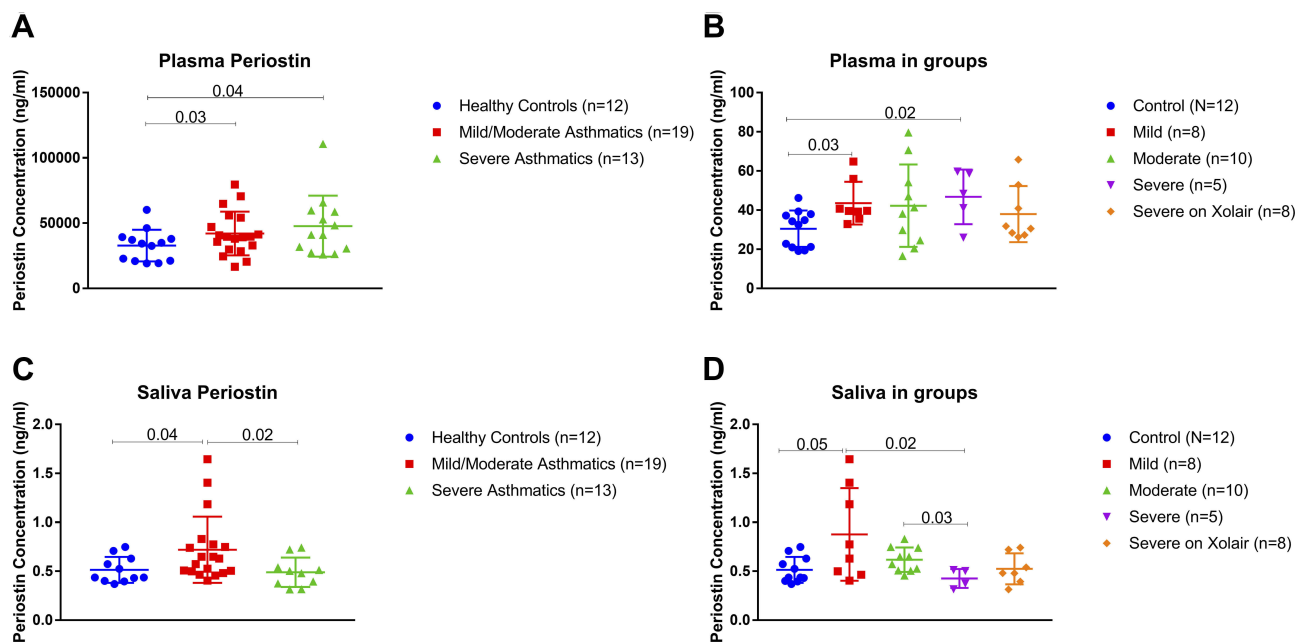 A
Plasma Periostin
Periostin Concentration (ng/ml)
150000
100000
50000
0
0.04
0.03
Healthy Controls (n=12)
Mild/Moderate Asthmatics (n=19)
Severe Asthmatics (n=13)
B
Plasma in groups
Periostin Concentration (ng/ml)
100
80
60
40
20
0
0.02
0.03
Control (N=12)
Mild (n=8)
Moderate (n=10)
Severe (n=5)
Severe on Xolair (n=8)
C
Saliva Periostin
Periostin Concentration (ng/ml)
2.0
1.5
1.0
0.5
0.0
0.04
0.02
Healthy Controls (n=12)
Mild/Moderate Asthmatics (n=19)
Severe Asthmatics (n=13)
D
Saliva in groups
Periostin Concentration (ng/ml)
2.0
1.5
1.0
0.5
0.0
0.05
0.02
0.03
Control (N=12)
Mild (n=8)
Moderate (n=10)
Severe (n=5)
Severe on Xolair (n=8)